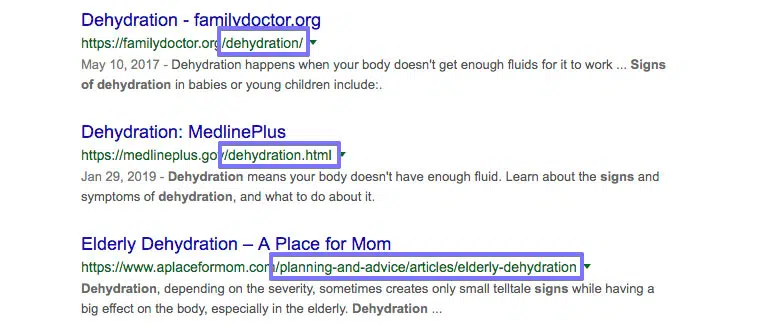 Dehydration - familydoctor.org
https://familydoctor.org/dehydration/
May 10, 2017 - Dehydration happens when your body doesn't get enough fluids for it to work ... Signs
of dehydration in babies or young children include:.
Dehydration: MedlinePlus
https://medlineplus.gov/dehydration.html
Jan 29, 2019 - Dehydration means your body doesn't have enough fluid. Learn about the signs and
symptoms of dehydration, and what to do about it.
Elderly Dehydration – A Place for Mom
https://www.aplaceformom.com/planning-and-advice/articles/elderly-dehydration
Dehydration, depending on the severity, sometimes creates only small telltale signs while having a
big effect on the body, especially in the elderly. Dehydration ...